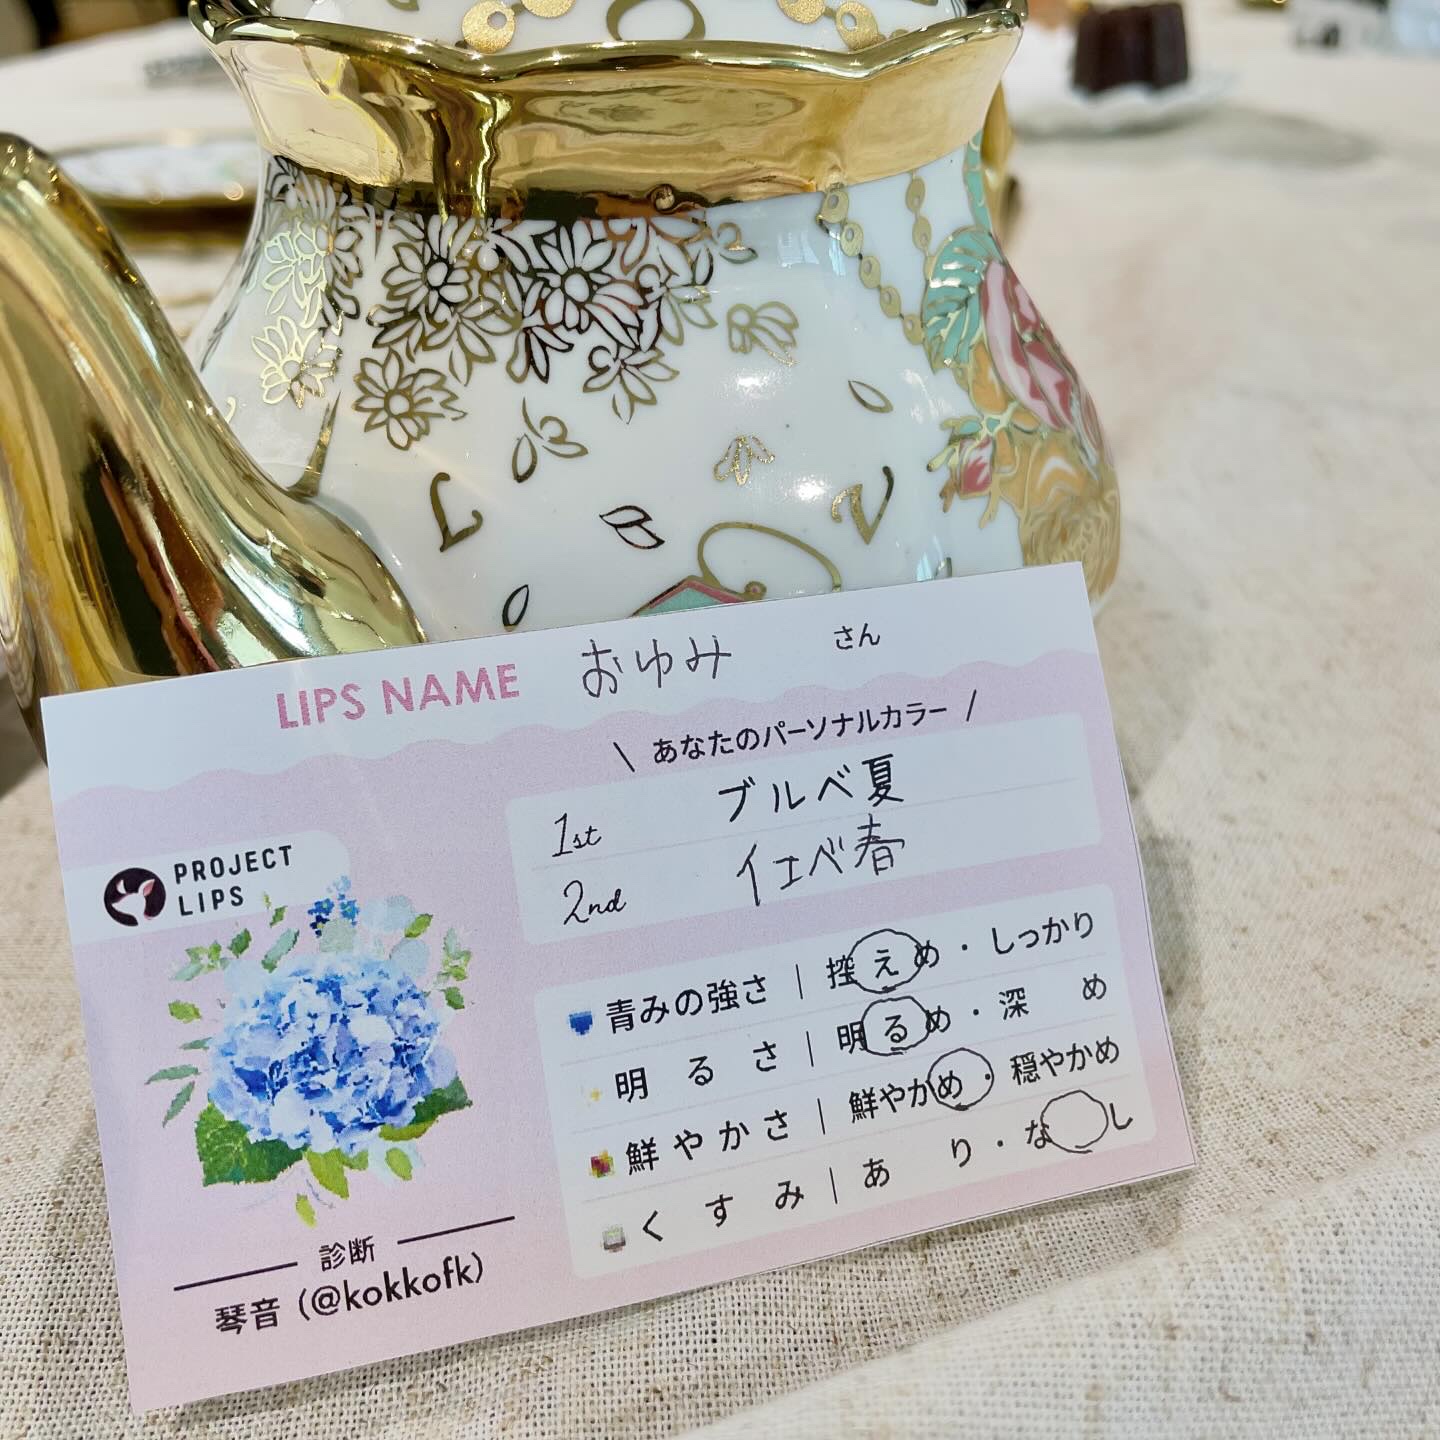 LIPS NAME おゆみ さん
\ あなたのパーソナルカラー /
1st ブルベ夏
2nd イエベ春
PROJECT
LIPS
青みの強さ | 控えめ・しっかり
明るさ | 明るめ・深め
鮮やかさ | 鮮やかめ・穏やかめ
くすみ | あり・なし
診断
琴音 (@kokkofk)